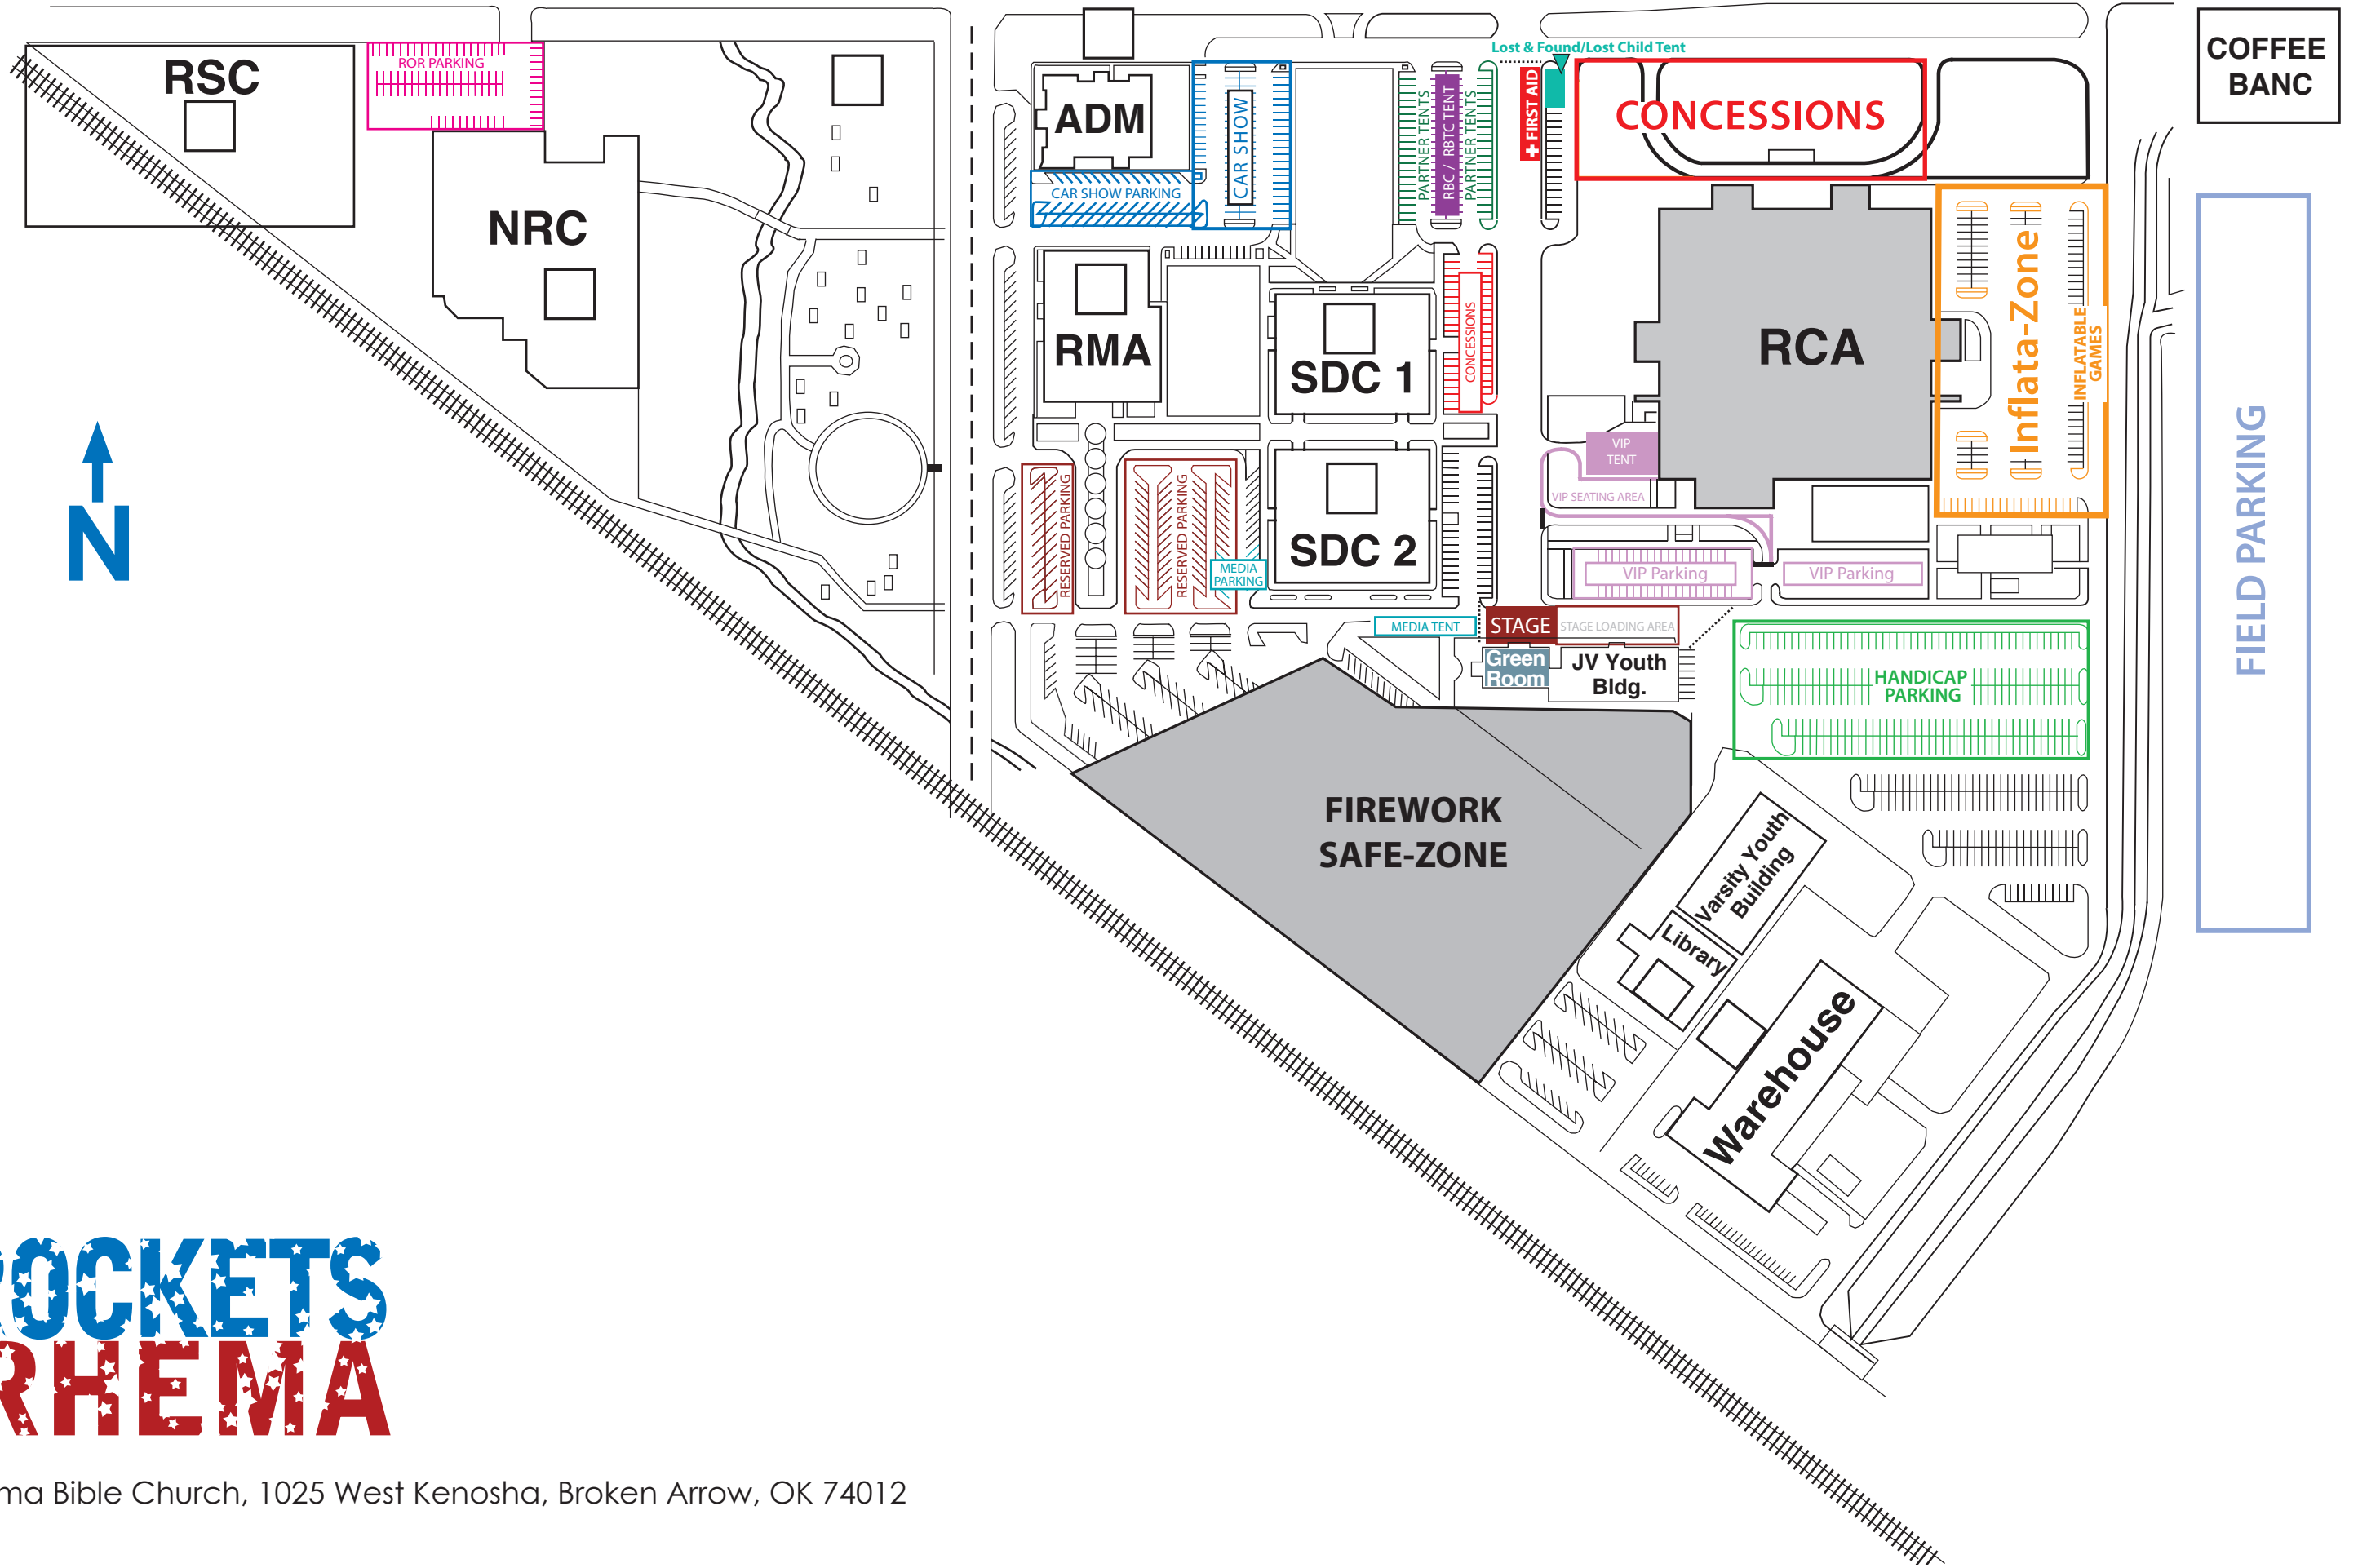 COFFEE
BANC
Lost & Found/Lost Child Tent
RSC
ROR PARKING
ADM
CAR SHOW
CAR SHOW PARKING
PARTNER TENTS
RBC / RBTC TENT
PARTNER TENTS
FIRST AID
CONCESSIONS
NRC
RMA
SDC 1
CONCESSIONS
RCA
Inflata-Zone
INFLATABLE
GAMES
FIELD PARKING
VIP
TENT
VIP SEATING AREA
N
RESERVED PARKING
RESERVED PARKING
MEDIA
PARKING
SDC 2
VIP Parking
VIP Parking
MEDIA TENT
STAGE
STAGE LOADING AREA
Green
Room
JV Youth
Bldg.
HANDICAP
PARKING
FIREWORK
SAFE-ZONE
Varsity Youth
Building
Library
Warehouse
OCKETS
RHEMA
ma Bible Church, 1025 West Kenosha, Broken Arrow, OK 74012